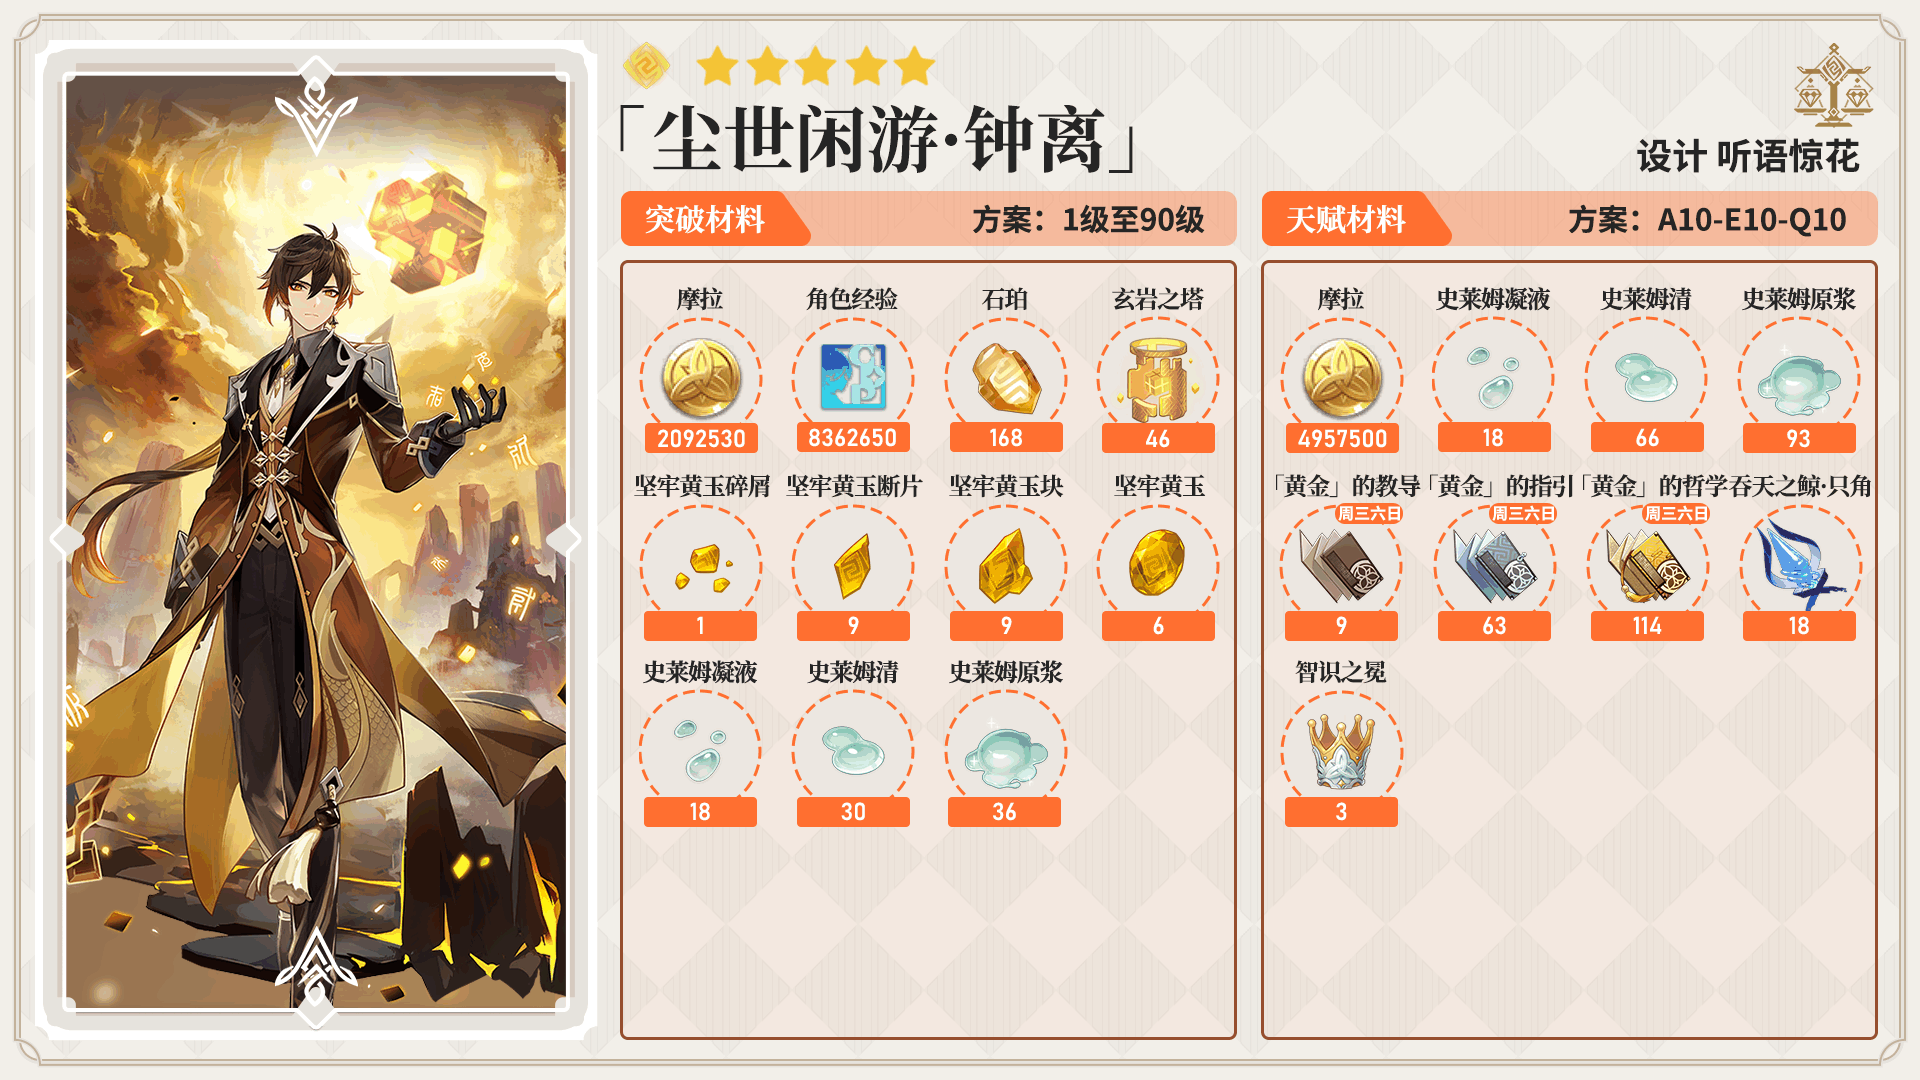 「尘世闲游·钟离」
设计 听语惊花
突破材料
方案：1级至90级
摩拉 角色经验 石珀 玄岩之塔
2092530 8362650 168 46
坚牢黄玉碎屑 坚牢黄玉断片 坚牢黄玉块 坚牢黄玉
1 9 9 6
史莱姆凝液 史莱姆清 史莱姆原浆
18 30 36
天赋材料
方案：A10-E10-Q10
摩拉 史莱姆凝液 史莱姆清 史莱姆原浆
4957500 18 66 93
「黄金」的教导 「黄金」的指引 「黄金」的哲学 吞天之鲸·只角
周三六日 周三六日 周三六日
9 63 114 18
智识之冕
3